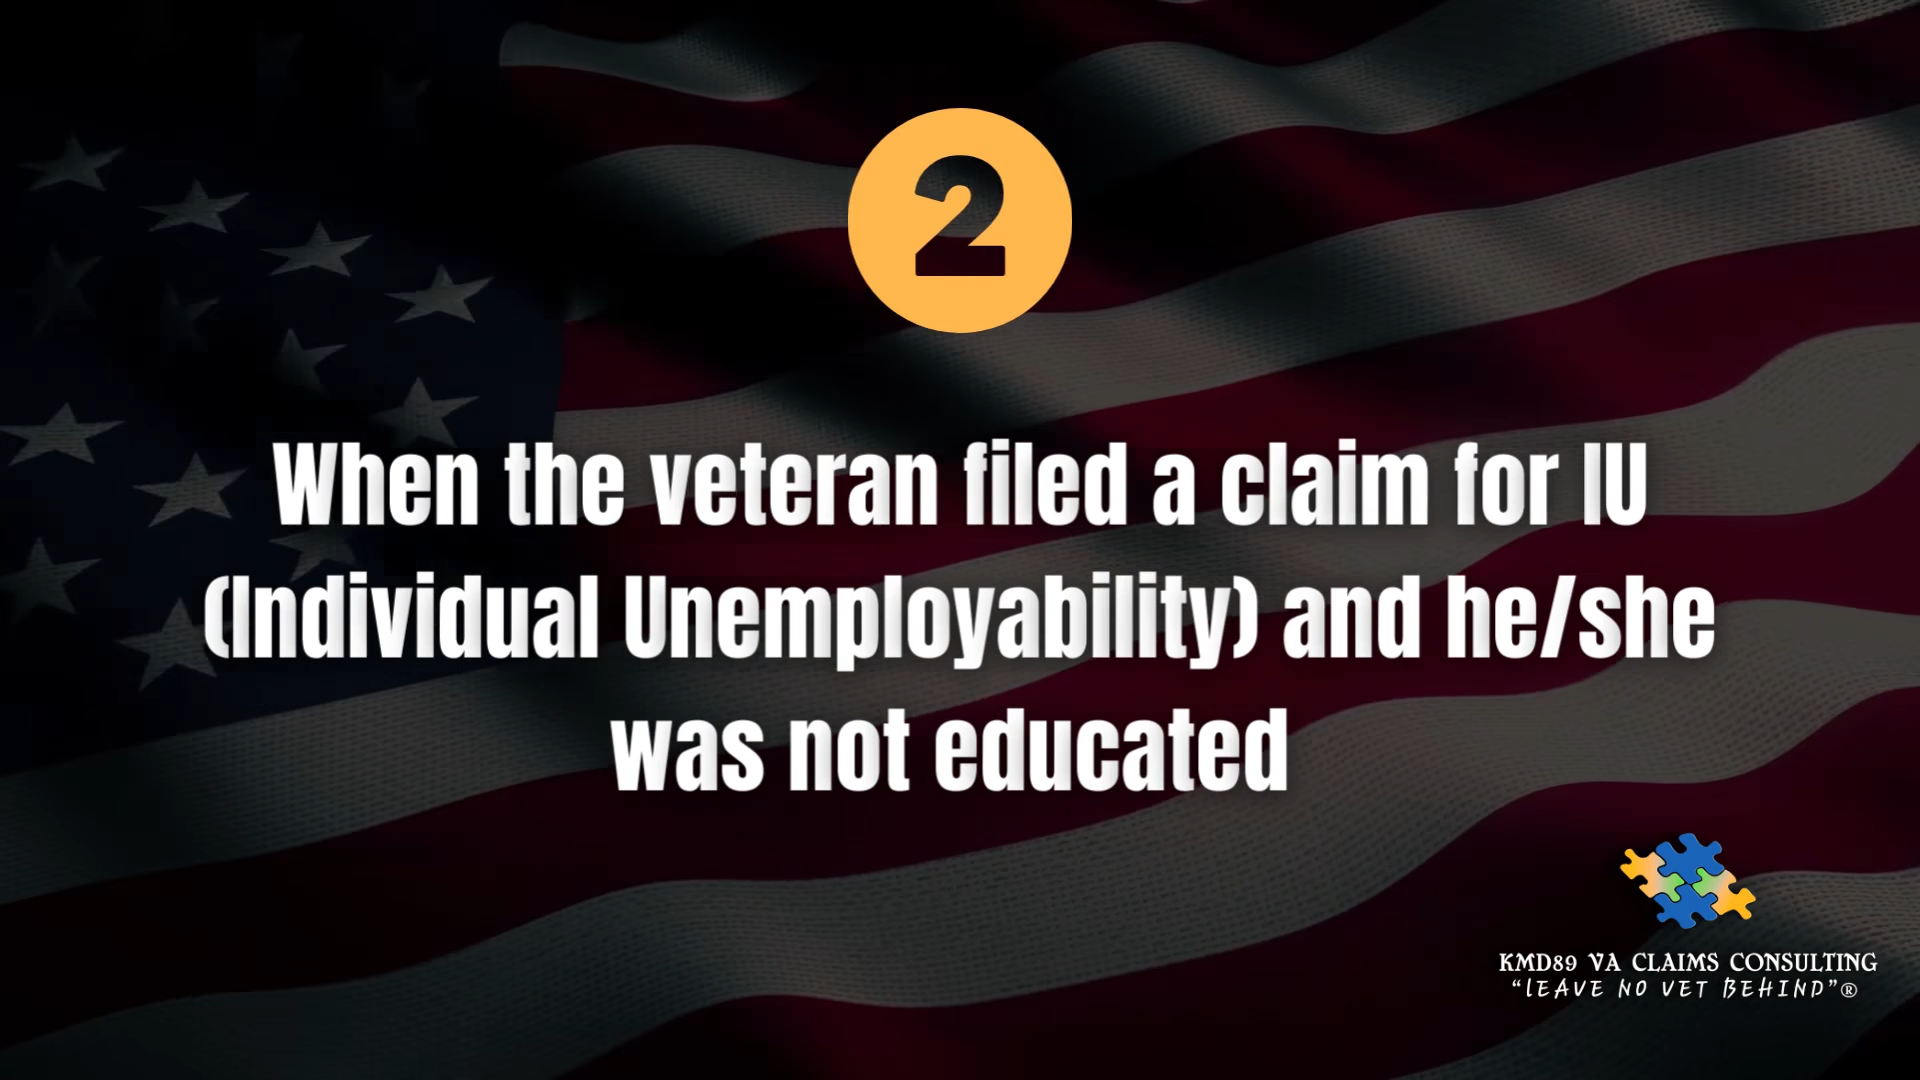 2
When the veteran filed a claim for IU
(Individual Unemployability) and he/she
was not educated
KMD89 VA CLAIMS CONSULTING
“LEAVE NO VET BEHIND”®